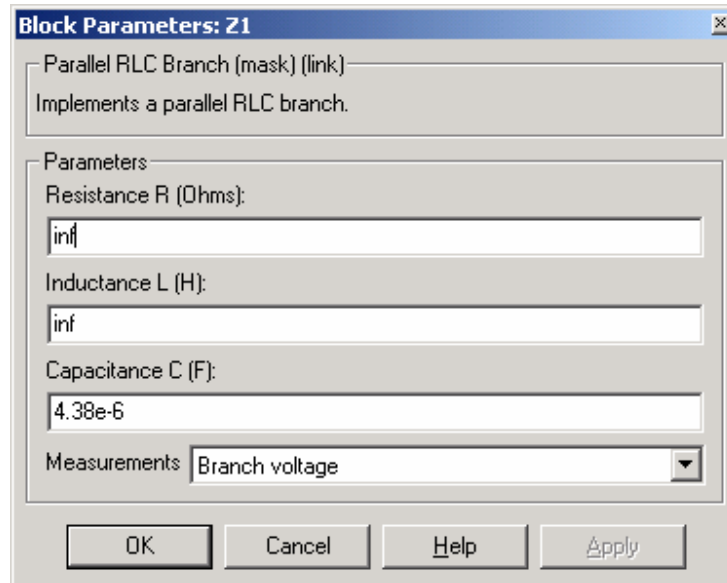 Block Parameters: Z1
Parallel RLC Branch (mask) (link)
Implements a parallel RLC branch.
Parameters
Resistance R (Ohms):
inf
Inductance L (H):
inf
Capacitance C (F):
4.38e-6
Measurements Branch voltage
OK Cancel Help Apply